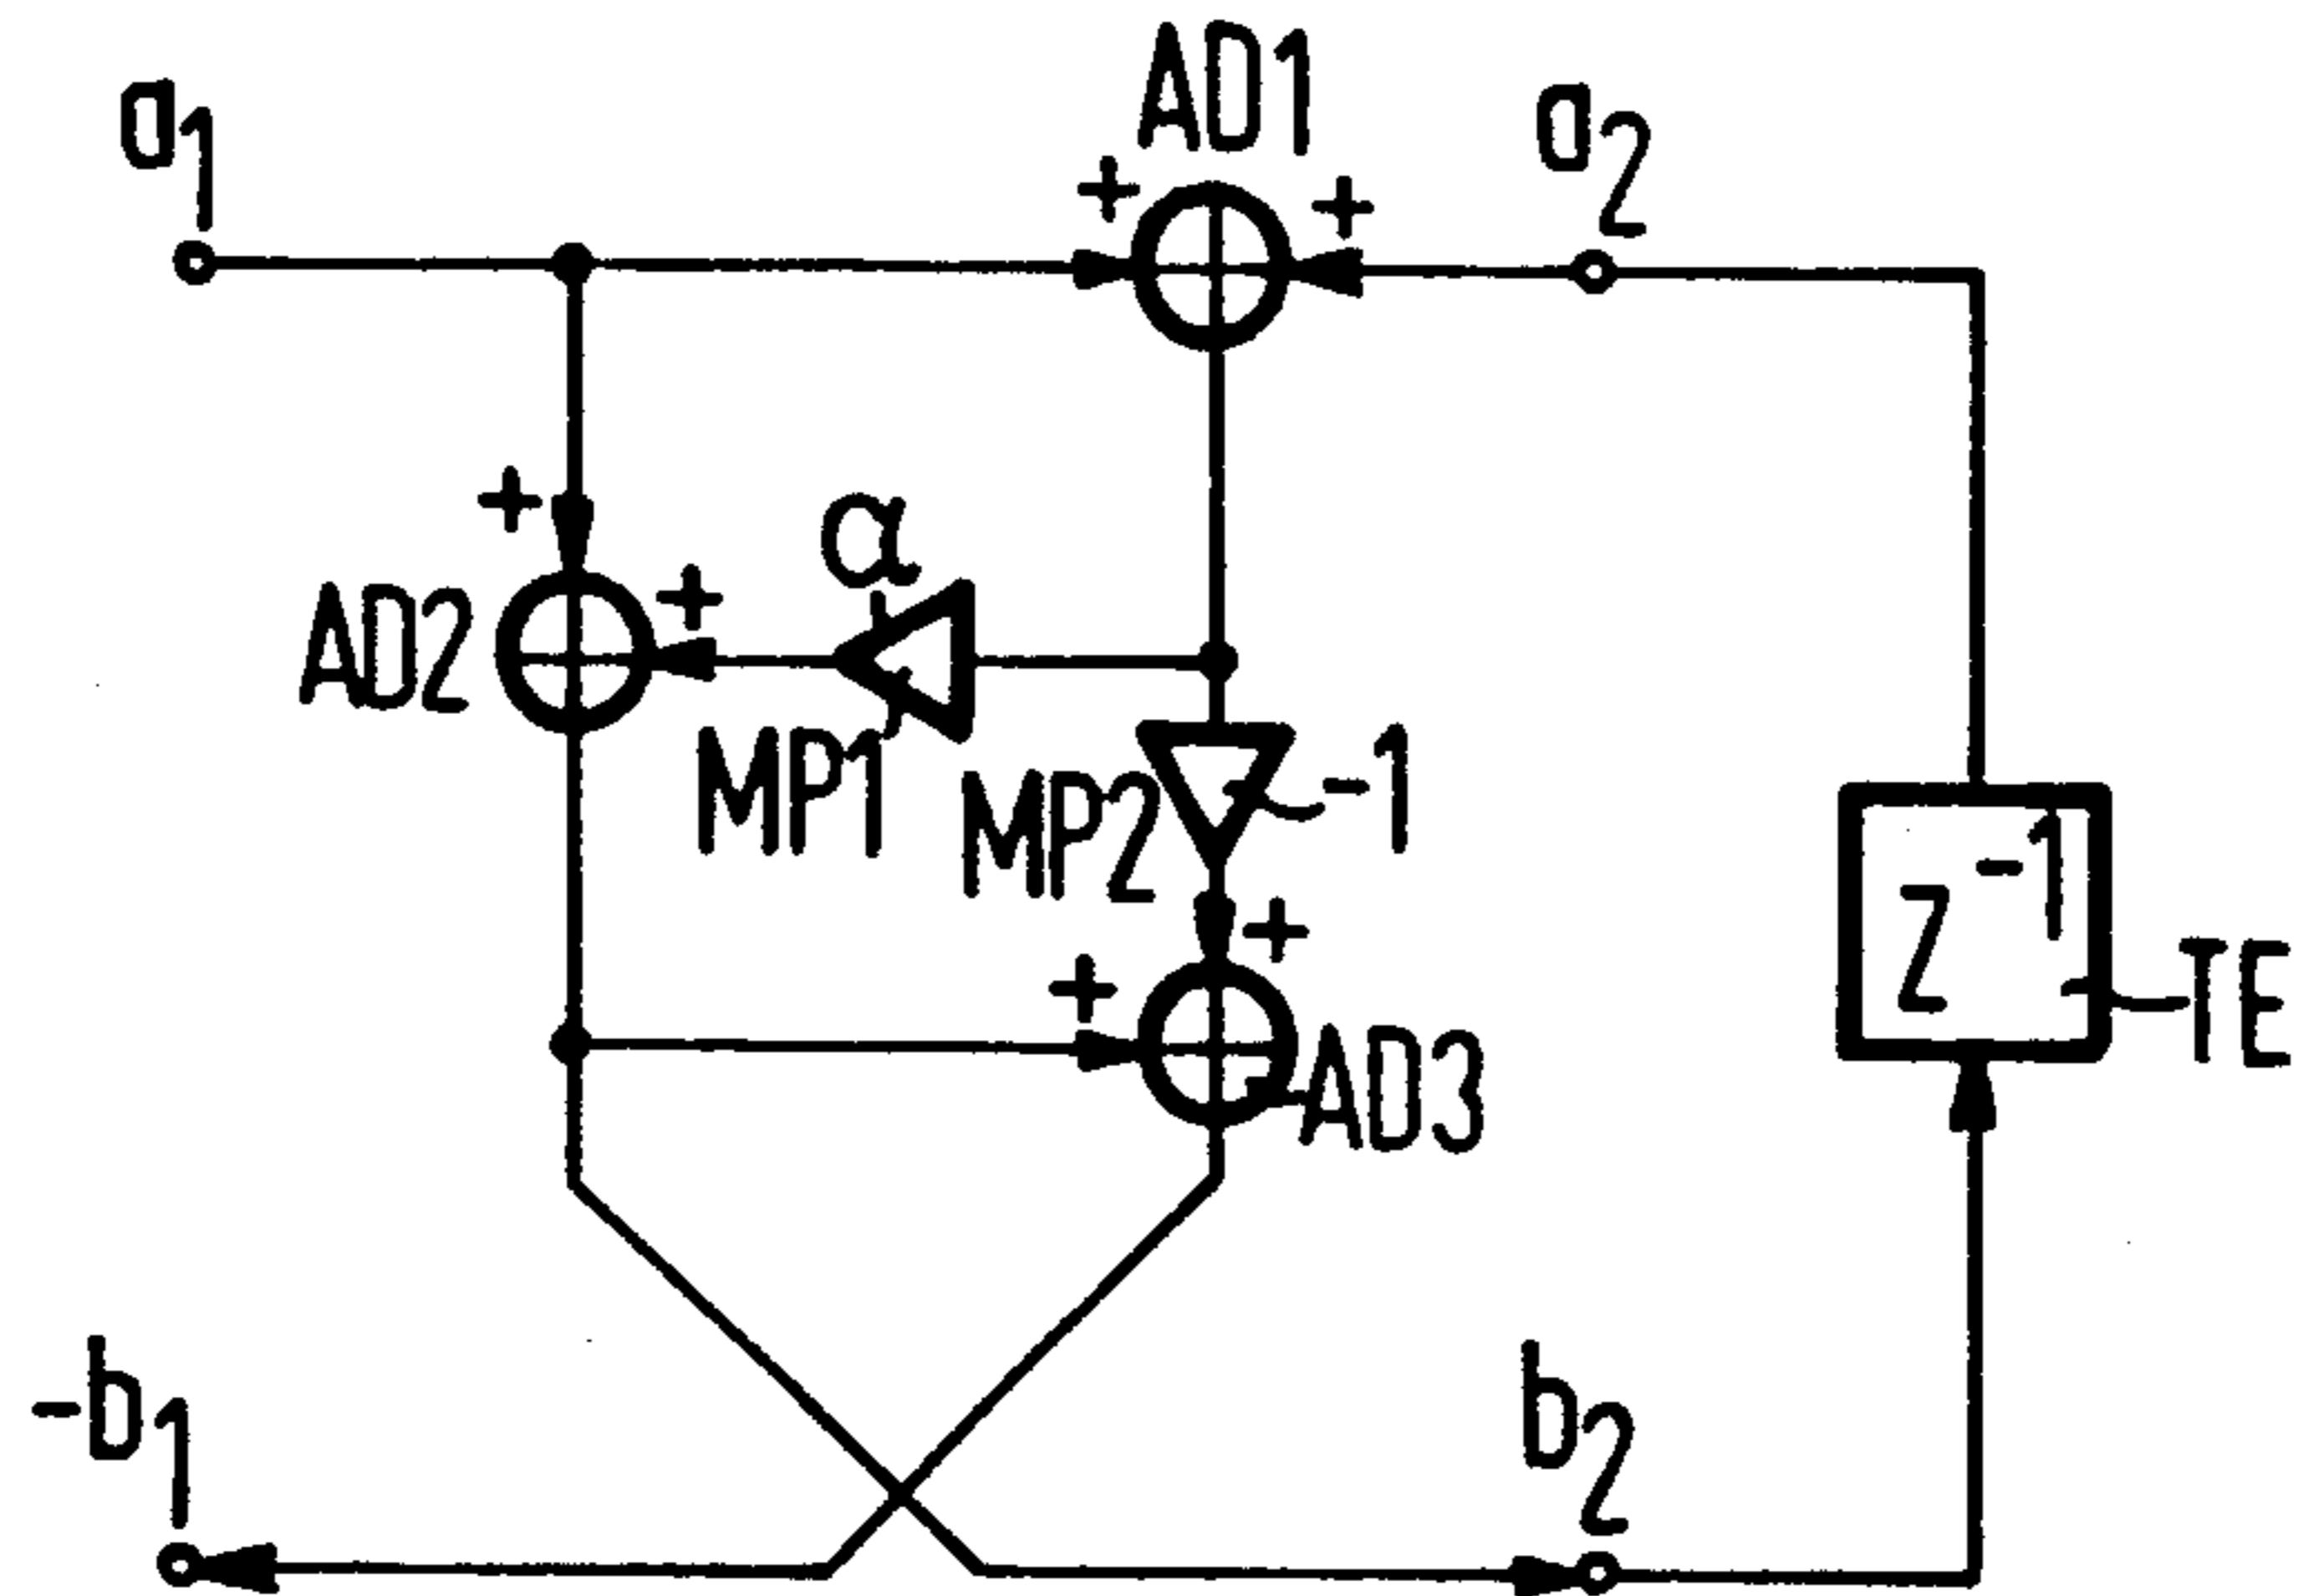 a1
AD1
a2
+
+
+
α
+
AD2
MP1
MP2
-1
+
+
z-1
TE
AD3
-b1
b2